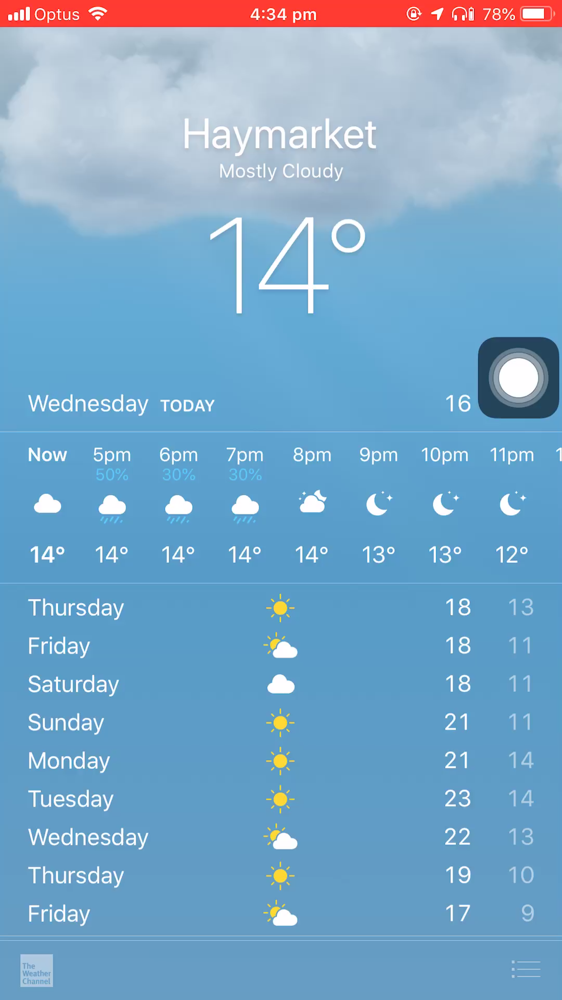 Optus 4:34 pm 78%
Haymarket
Mostly Cloudy
14°
Wednesday TODAY 16
Now 5pm 6pm 7pm 8pm 9pm 10pm 11pm 1
50% 30% 30%
14° 14° 14° 14° 14° 13° 13° 12°
Thursday 18 13
Friday 18 11
Saturday 18 11
Sunday 21 11
Monday 21 14
Tuesday 23 14
Wednesday 22 13
Thursday 19 10
Friday 17 9
The
Weather
Channel